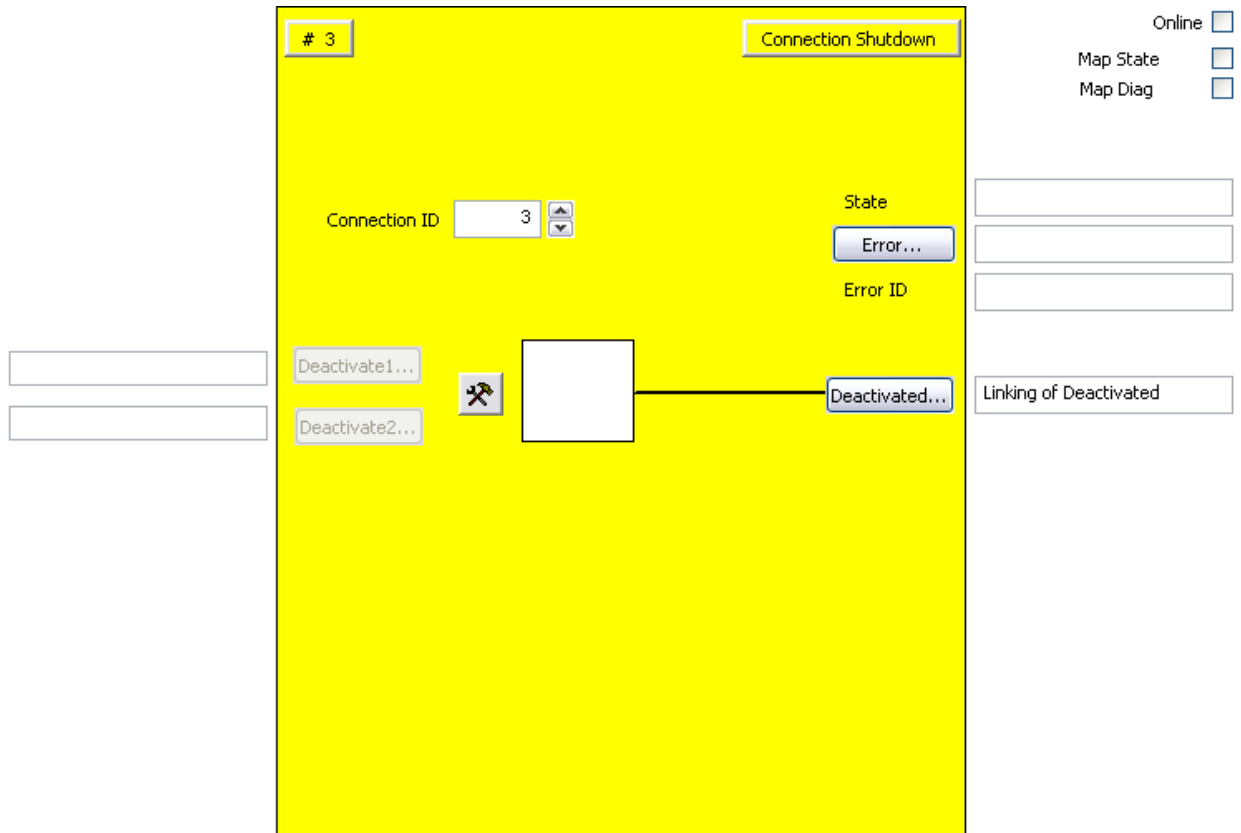 # 3
Connection Shutdown
Online
Map State
Map Diag
Connection ID
3
State
Error...
Error ID
Deactivate1...
Deactivated...
Linking of Deactivated
Deactivate2...